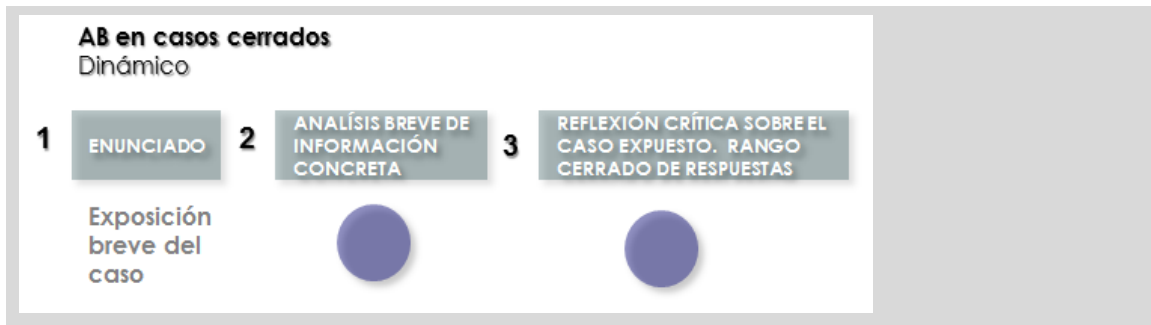 AB en casos cerrados
Dinámico
1
ENUNCIADO
2
ANALÍSIS BREVE DE
INFORMACIÓN
CONCRETA
3
REFLEXIÓN CRÍTICA SOBRE EL
CASO EXPUESTO. RANGO
CERRADO DE RESPUESTAS
Exposición
breve del
caso